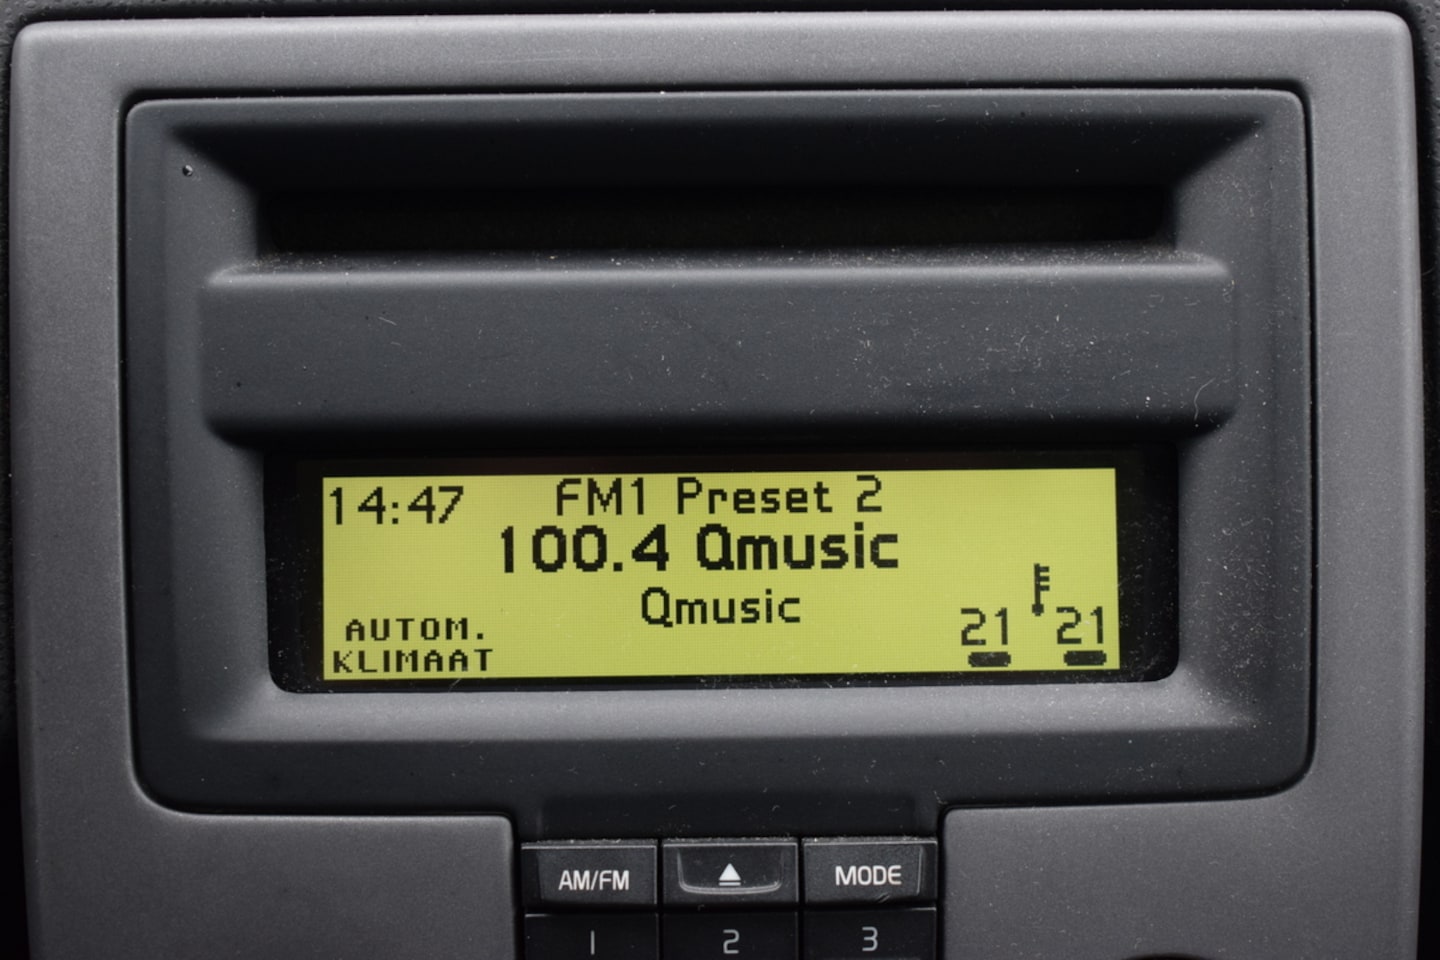 14:47 FM1 Preset 2
100.4 Qmusic
Qmusic
AUTOM.
KLIMAAT
21 21
AM/FM MODE
1 2 3